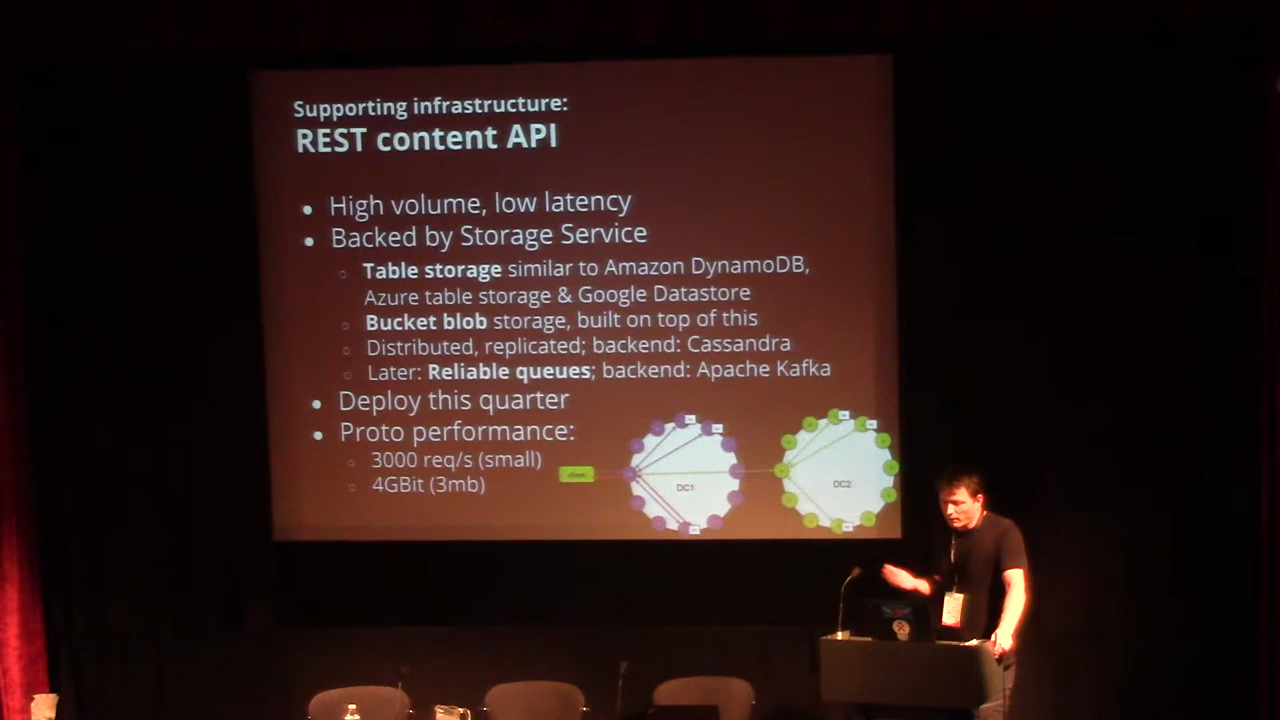 Supporting infrastructure:
REST content API
• High volume, low latency
• Backed by Storage Service
○ Table storage similar to Amazon DynamoDB,
Azure table storage & Google Datastore
○ Bucket blob storage, built on top of this
○ Distributed, replicated; backend: Cassandra
○ Later: Reliable queues; backend: Apache Kafka
• Deploy this quarter
• Proto performance:
○ 3000 req/s (small)
○ 4GBit (3mb)
client
DC1
DC2